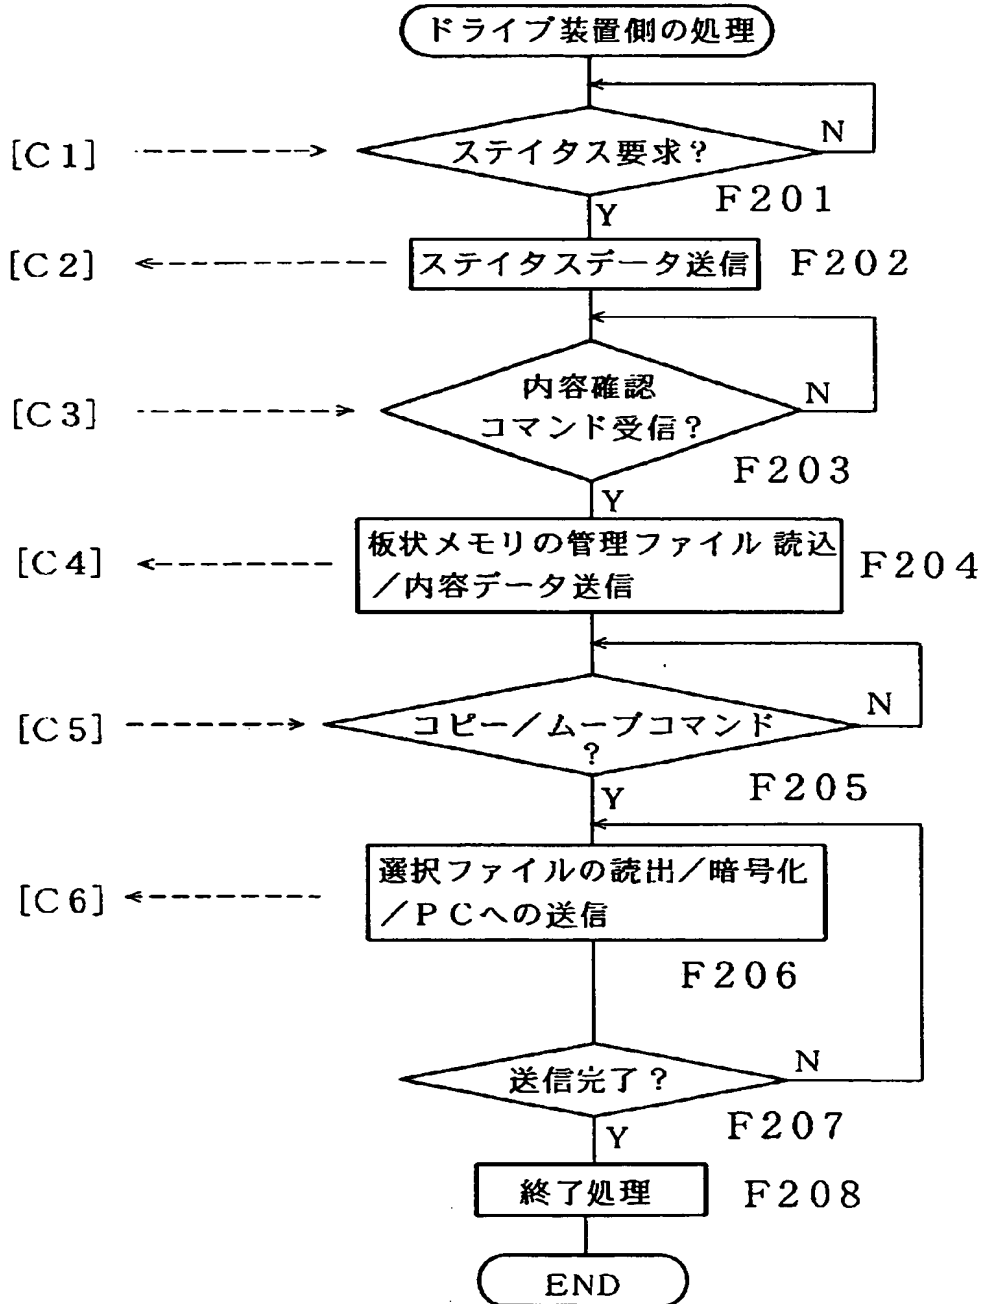 ドライブ装置側の処理
N
[C1]
ステイタス要求?
F201
Y
[C2]
ステイタスデータ送信
F202
[C3]
内容確認
コマンド受信?
N
F203
Y
[C4]
板状メモリの管理ファイル読込
/内容データ送信
F204
[C5]
コピー/ムーブコマンド
?
N
F205
Y
[C6]
選択ファイルの読出/暗号化
/PCへの送信
F206
送信完了?
N
F207
Y
終了処理
F208
END